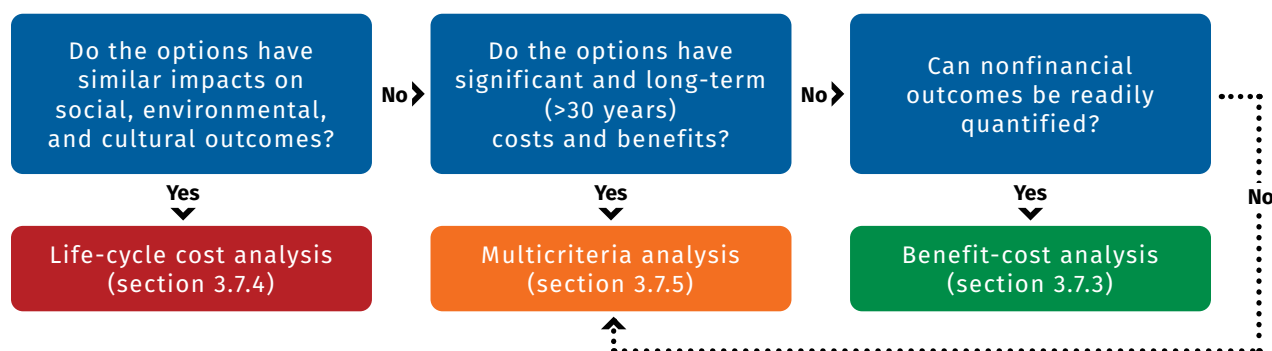 Do the options have
similar impacts on
social, environmental,
and cultural outcomes?
No
Do the options have
significant and long-term
(>30 years)
costs and benefits?
No
Can nonfinancial
outcomes be readily
quantified?
Yes
Yes
Yes
No
Life-cycle cost analysis
(section 3.7.4)
Multicriteria analysis
(section 3.7.5)
Benefit-cost analysis
(section 3.7.3)